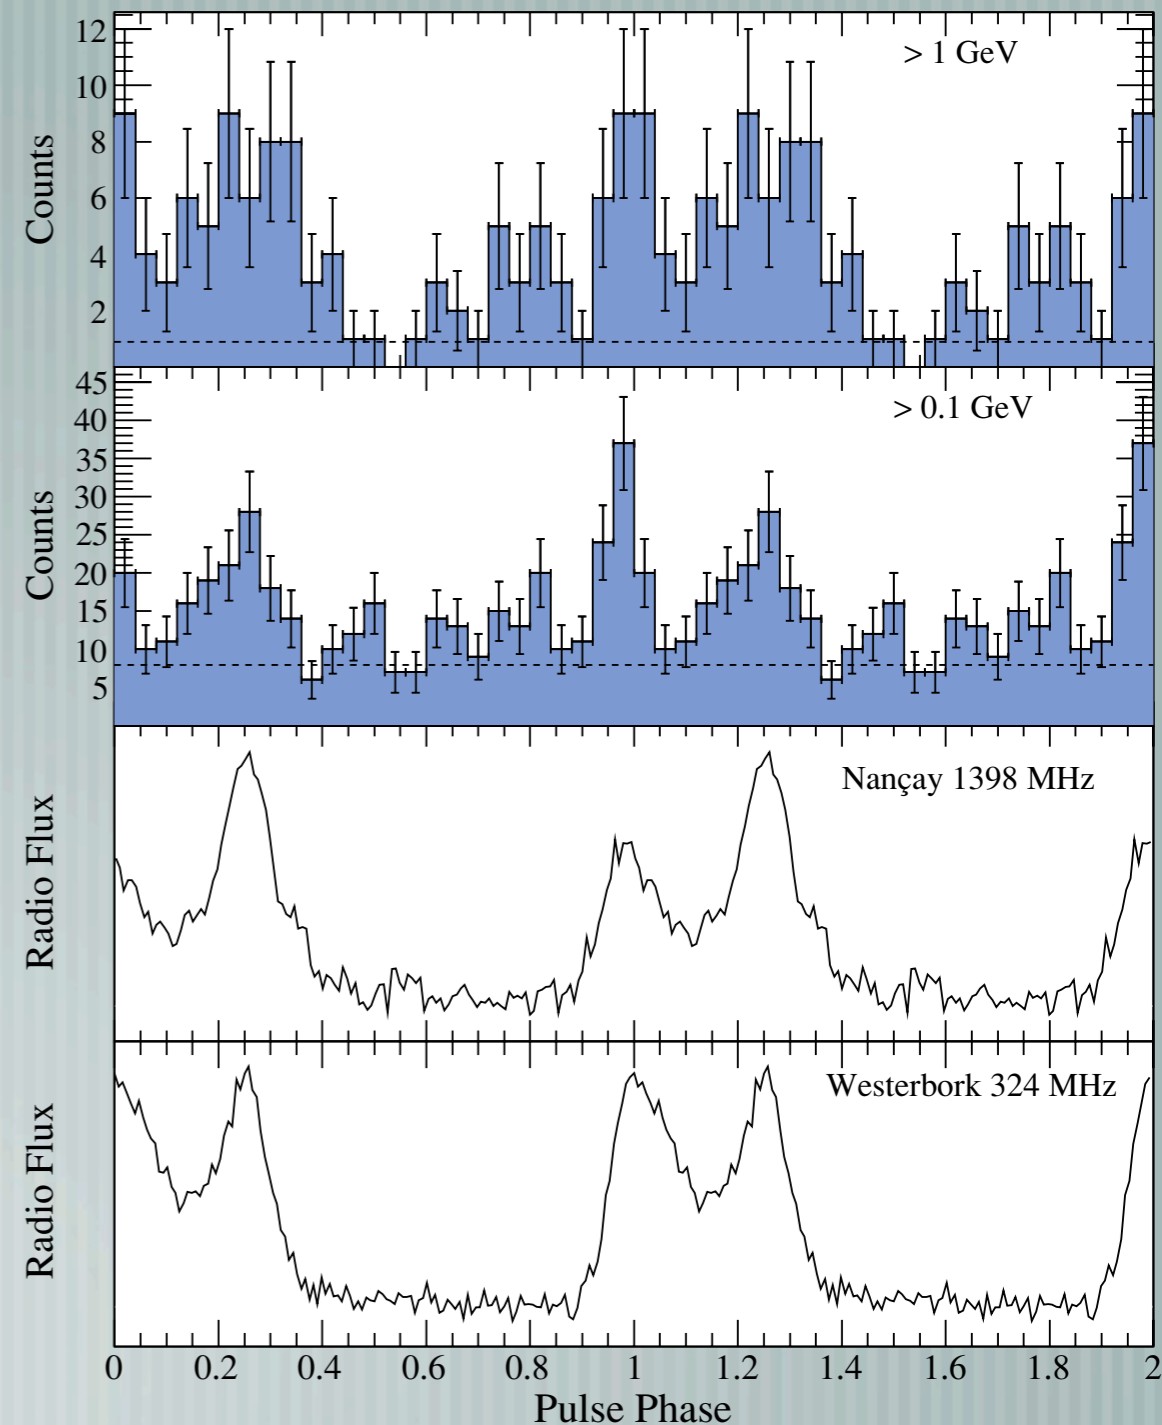 > 1 GeV
12
10
8
6
4
2
Counts
> 0.1 GeV
45
40
35
30
25
20
15
10
5
Counts
Nançay 1398 MHz
Radio Flux
Westerbork 324 MHz
Radio Flux
0 0.2 0.4 0.6 0.8 1 1.2 1.4 1.6 1.8 2
Pulse Phase